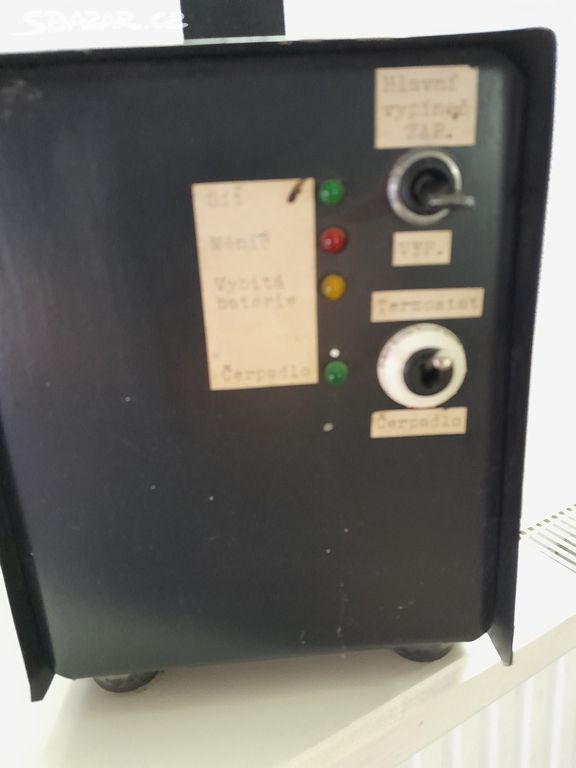 SBAZAR.CZ
Hlavní
vypínač
ZAP.
Síť
Měnič
VYP.
Vybitá
baterie
Termostat
Čerpadlo
Čerpadlo